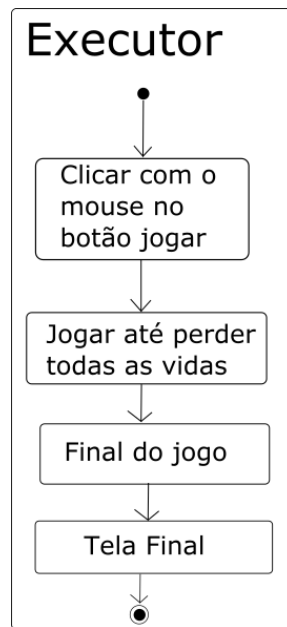 Executor
Clicar com o
mouse no
botão jogar
Jogar até perder
todas as vidas
Final do jogo
Tela Final